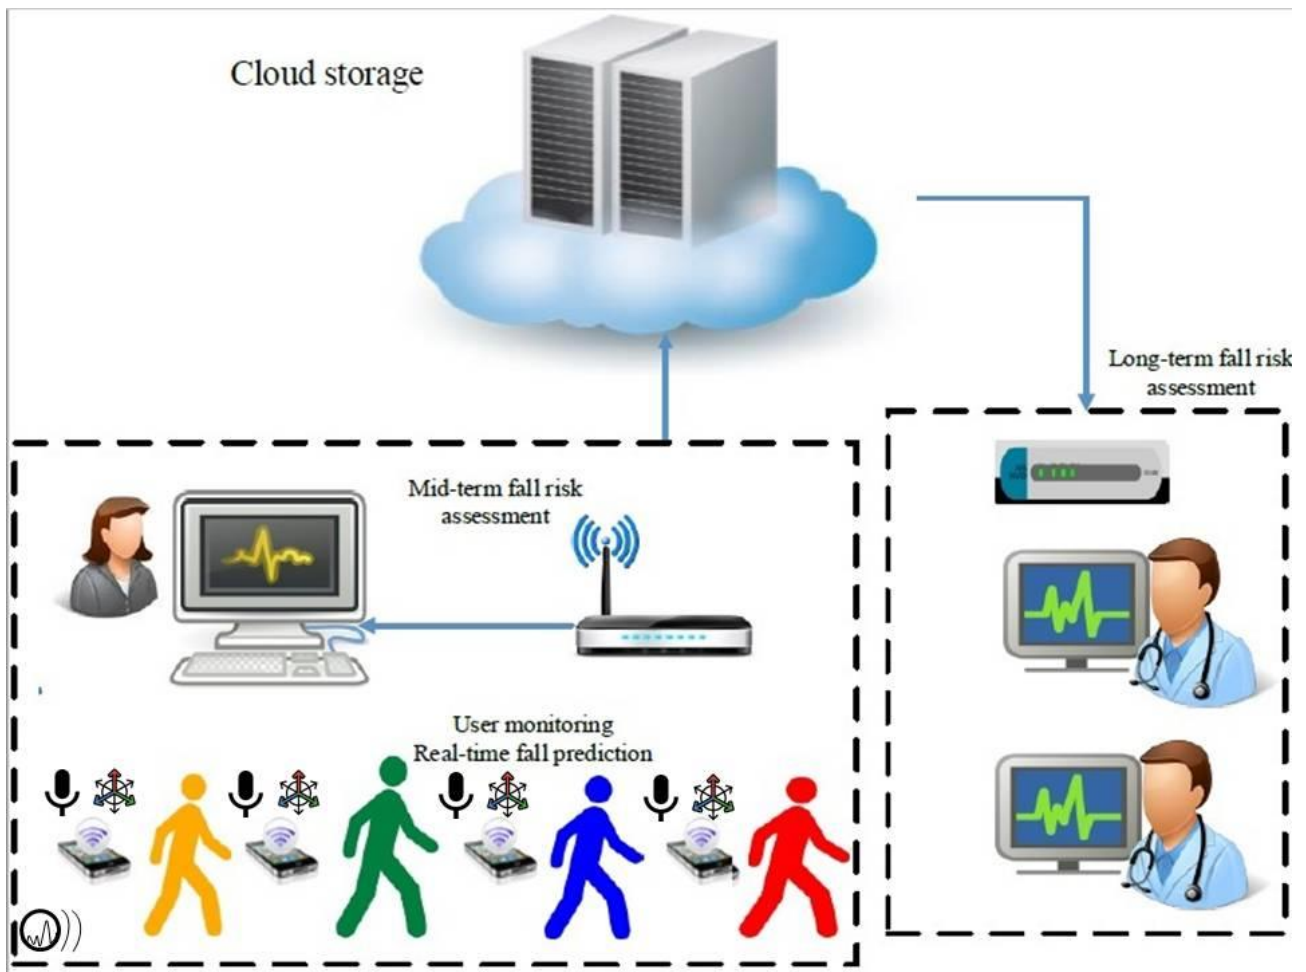 Cloud storage
Long-term fall risk
assessment
Mid-term fall risk
assessment
User monitoring
Real-time fall prediction